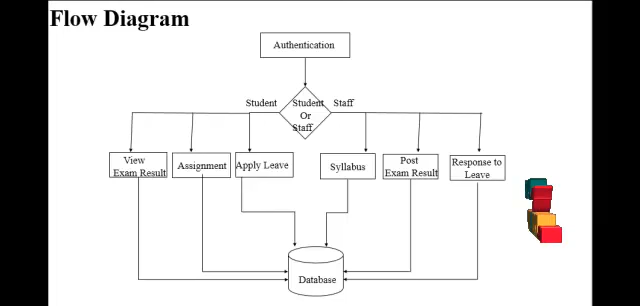 Flow Diagram
Authentication
Student
Student
Or
Staff
Staff
View
Exam Result
Assignment
Apply Leave
Syllabus
Post
Exam Result
Response to
Leave
Database